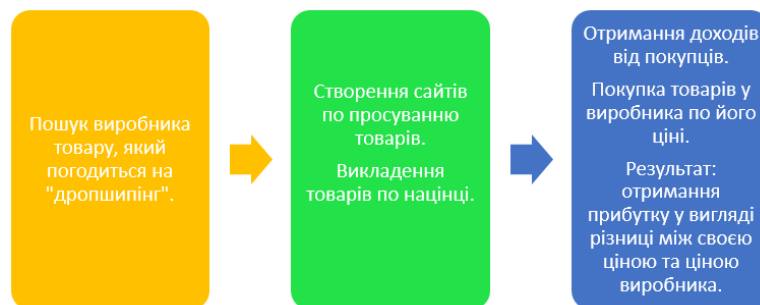 Пошук виробника
товару, який
погодиться на
"дропшипінг".
Створення сайтів
по просуванню
товарів.
Викладення
товарів по націнці.
Отримання доходів
від покупців.
Покупка товарів у
виробника по його
ціні.
Результат:
отримання
прибутку у вигляді
різниці між своєю
ціною та ціною
виробника.